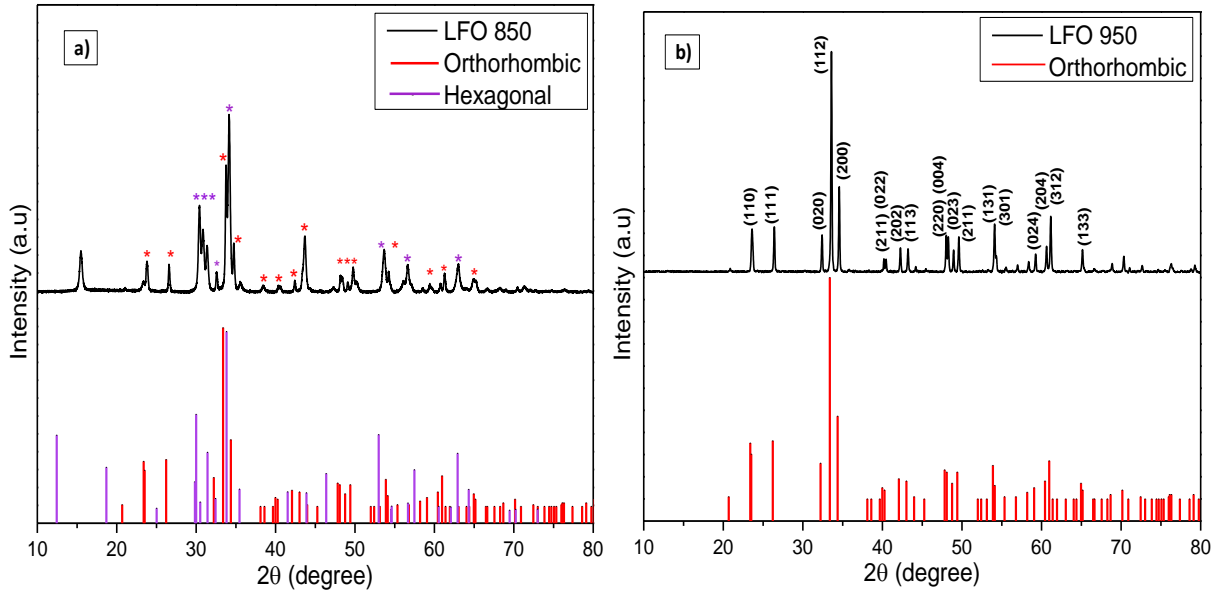 a)
LFO 850
Orthorhombic
Hexagonal
* * * * * * * * * * * * * * * * * * * * * * *
Intensity (a.u)
10 20 30 40 50 60 70 80
2θ (degree)
b)
LFO 950
Orthorhombic
(110)
(111)
(020)
(112)
(200)
(211)
(022)
(202)
(113)
(220)
(004)
(023)
(211)
(131)
(301)
(024)
(204)
(312)
(133)
Intensity (a.u
10 20 30 40 50 60 70 80
2θ (degree)